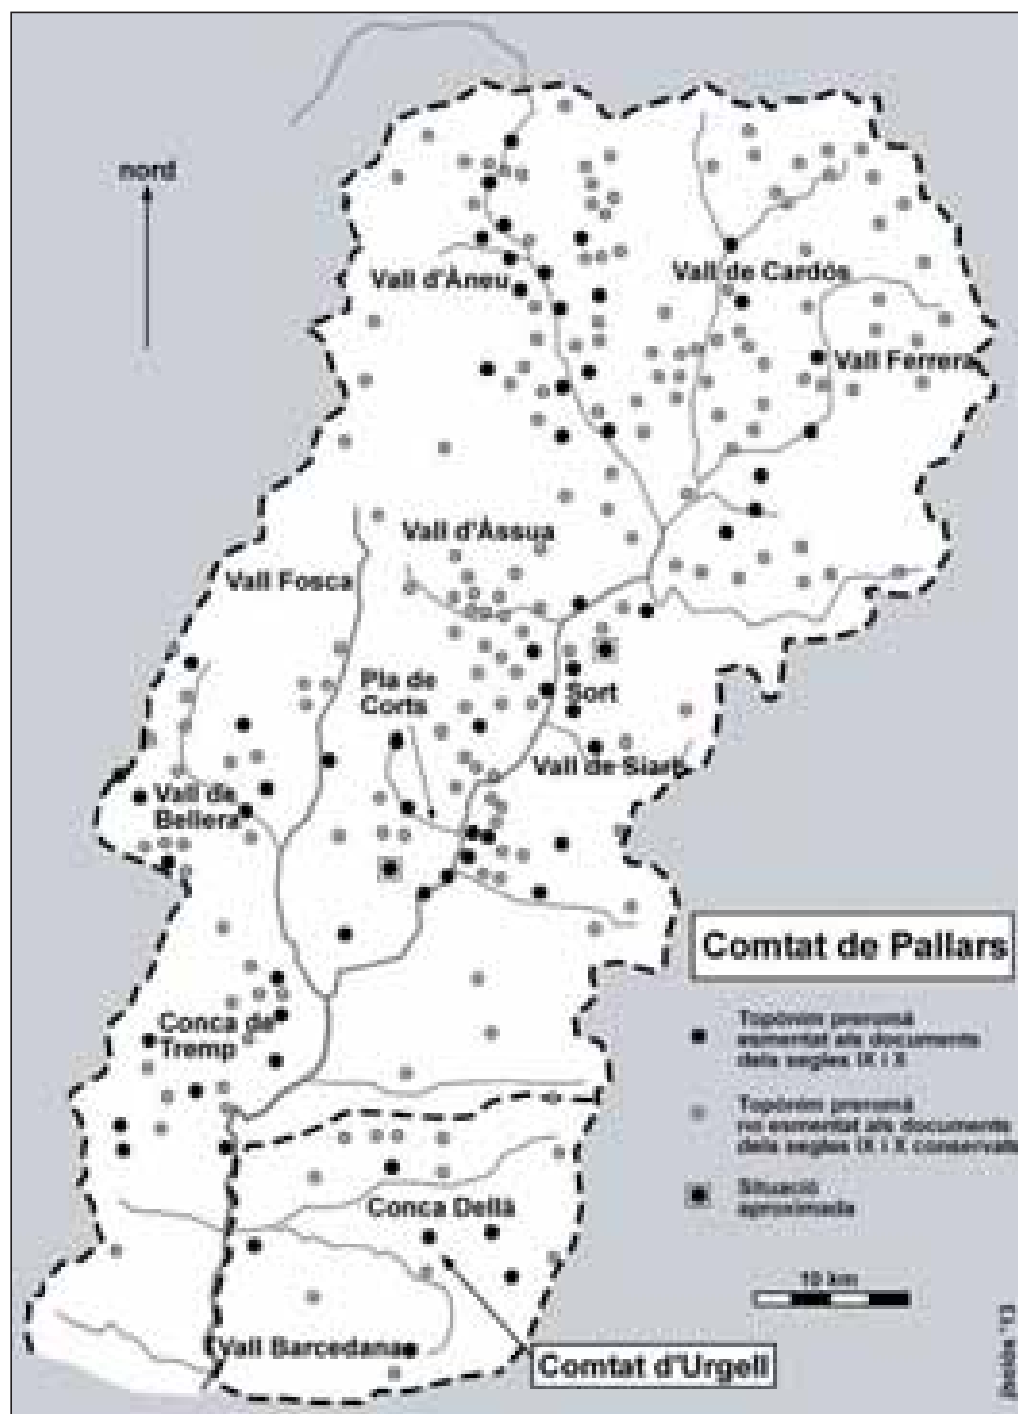 nord
Vall d'Àneu
Vall de Cardós
Vall Ferrera
Vall d'Àssua
Vall Fosca
Pla de
Corts
Sort
Vall de Siarb
Vall de
Bellera
Comtat de Pallars
Topònim preromà
esmentat als documents
dels segles IX i X
Conca de
Tremp
Topònim preromà
no esmentat als documents
dels segles IX i X conservats
Situació
aproximada
Conca Dellà
10 km
Vall Barcedana
Comtat d'Urgell